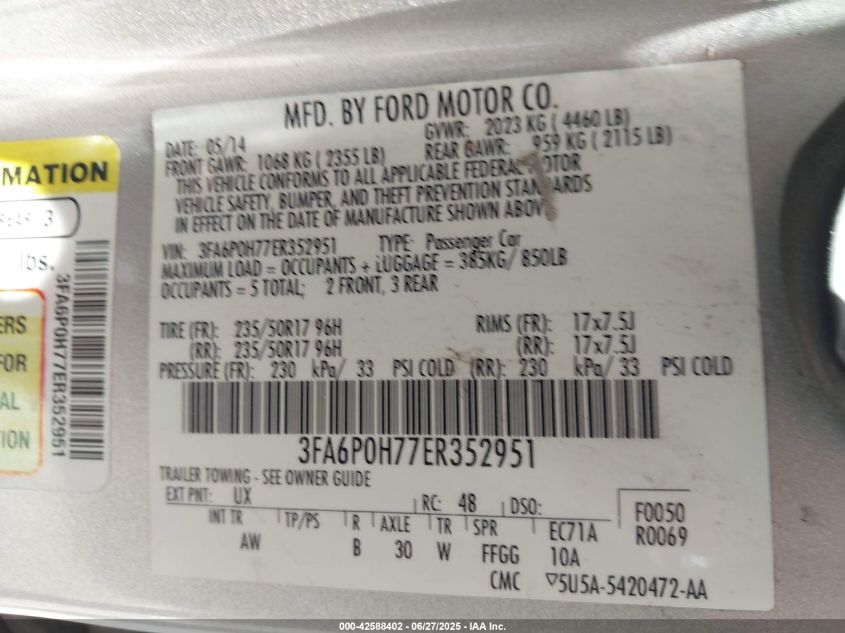 MFD. BY FORD MOTOR CO.
DATE: 05/14 GVWR: 2023 KG ( 4460 LB)
FRONT GAWR: 1068 KG ( 2355 LB) REAR GAWR: 959 KG ( 2115 LB)
THIS VEHICLE CONFORMS TO ALL APPLICABLE FEDERAL MOTOR
VEHICLE SAFETY, BUMPER, AND THEFT PREVENTION STANDARDS
IN EFFECT ON THE DATE OF MANUFACTURE SHOWN ABOVE
VIN: 3FA6P0H77ER352951 TYPE: Passenger Car
MAXIMUM LOAD = OCCUPANTS + LUGGAGE = 385KG/ 850LB
OCCUPANTS = 5 TOTAL; 2 FRONT, 3 REAR
TIRE (FR): 235/50R17 96H RIMS (FR): 17x7.5J
(RR): 235/50R17 96H (RR): 17x7.5J
PRESSURE (FR): 230 kPa/ 33 PSI COLD (RR): 230 kPa/ 33 PSI COLD
3FA6P0H77ER352951
TRAILER TOWING - SEE OWNER GUIDE
EXT PNT: UX RC: 48 DSO:
INT TR TP/PS R AXLE TR SPR EC71A F0050
AW B 30 W FFGG 10A R0069
CMC ▽5U5A-5420472-AA
MATION
3
lbs.
3FA6P0H77ER352951
ERS
FOR
AL
ION
000-42588402 - 06/27/2025 - IAA Inc.